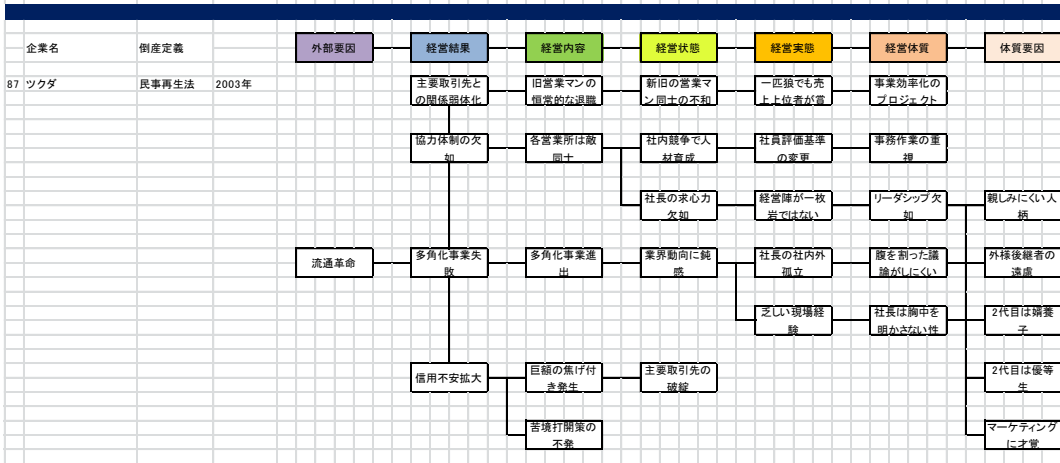 企業名 倒産定義 外部要因 経営結果 経営内容 経営状態 経営実態 経営体質 体質要因
87 ツクダ 民事再生法 2003年
主要取引先と
の関係弱体化
旧営業マンの
恒常的な退職
新旧の営業マ
ン同士の不和
一匹狼でも売
上上位者が賞
事業効率化の
プロジェクト
協力体制の欠
如
各営業所は敵
同士
社内競争で人
材育成
社員評価基準
の変更
事務作業の重
視
社長の求心力
欠如
経営陣が一枚
岩ではない
リーダシップ欠
如
親しみにくい人
柄
流通革命
多角化事業失
敗
多角化事業進
出
業界動向に鈍
感
社長の社内外
孤立
腹を割った議
論がしにくい
外様後継者の
遠慮
乏しい現場経
験
社長は胸中を
明かさない性
2代目は婿養
子
信用不安拡大
巨額の焦げ付
き発生
主要取引先の
破綻
2代目は優等
生
苦境打開策の
不発
マーケティング
に才覚